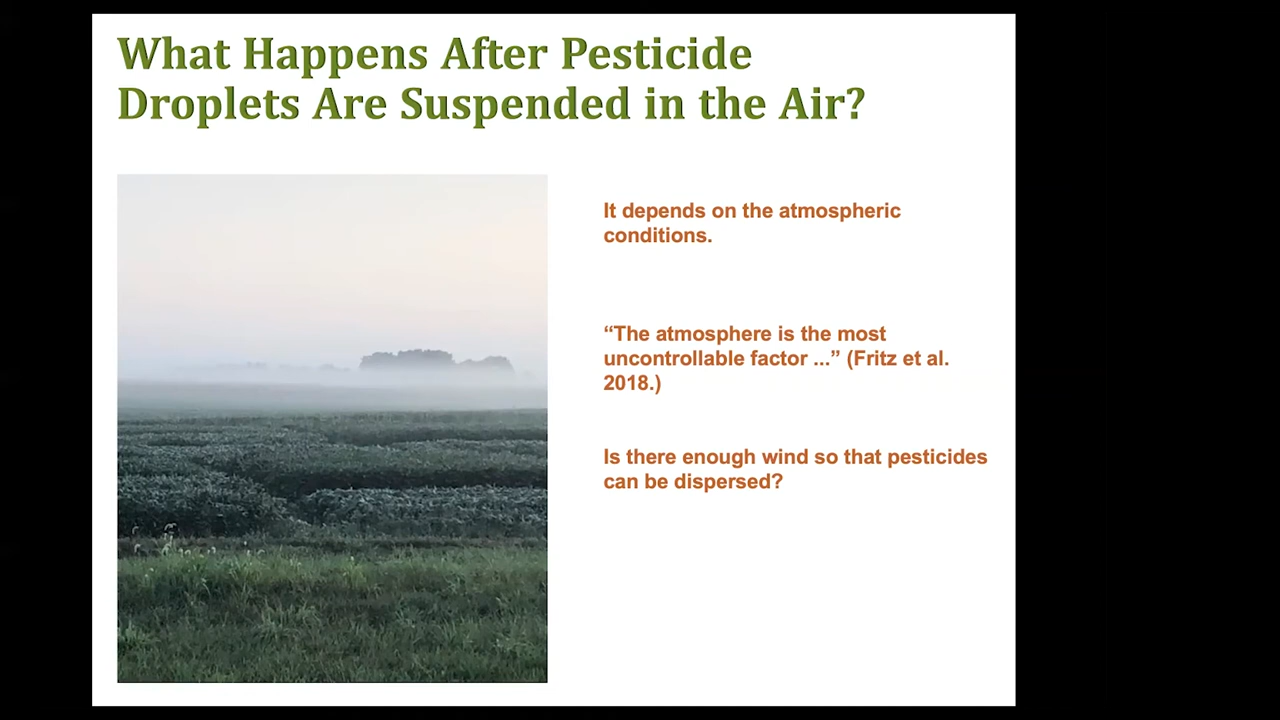 What Happens After Pesticide
Droplets Are Suspended in the Air?
It depends on the atmospheric
conditions.
“The atmosphere is the most
uncontrollable factor ...” (Fritz et al.
2018.)
Is there enough wind so that pesticides
can be dispersed?